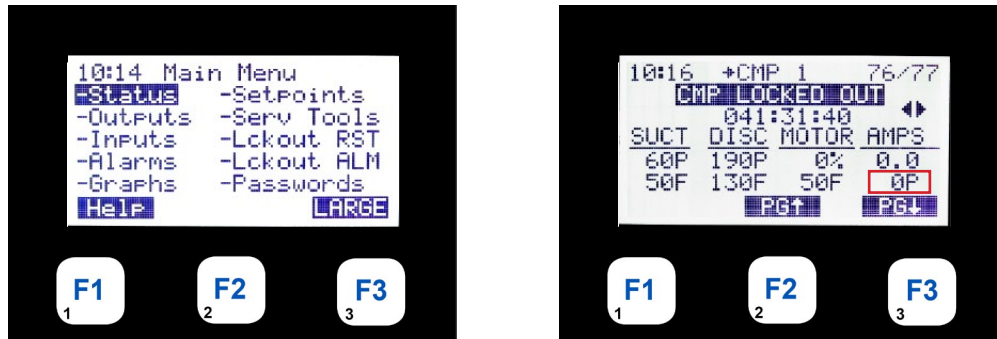 10:14 Main Menu
-Status -Setpoints
-Outputs -Serv Tools
-Inputs -Lckout RST
-Alarms -Lckout ALM
-Graphs -Passwords
Help LARGE
F1 F2 F3
1 2 3
10:16 →CMP 1 76/77
CMP LOCKED OUT
041:31:40 ◂▸
SUCT DISC MOTOR AMPS
60P 190P 0% 0.0
50F 130F 50F 0P
PG↑ PG↓
F1 F2 F3
1 2 3